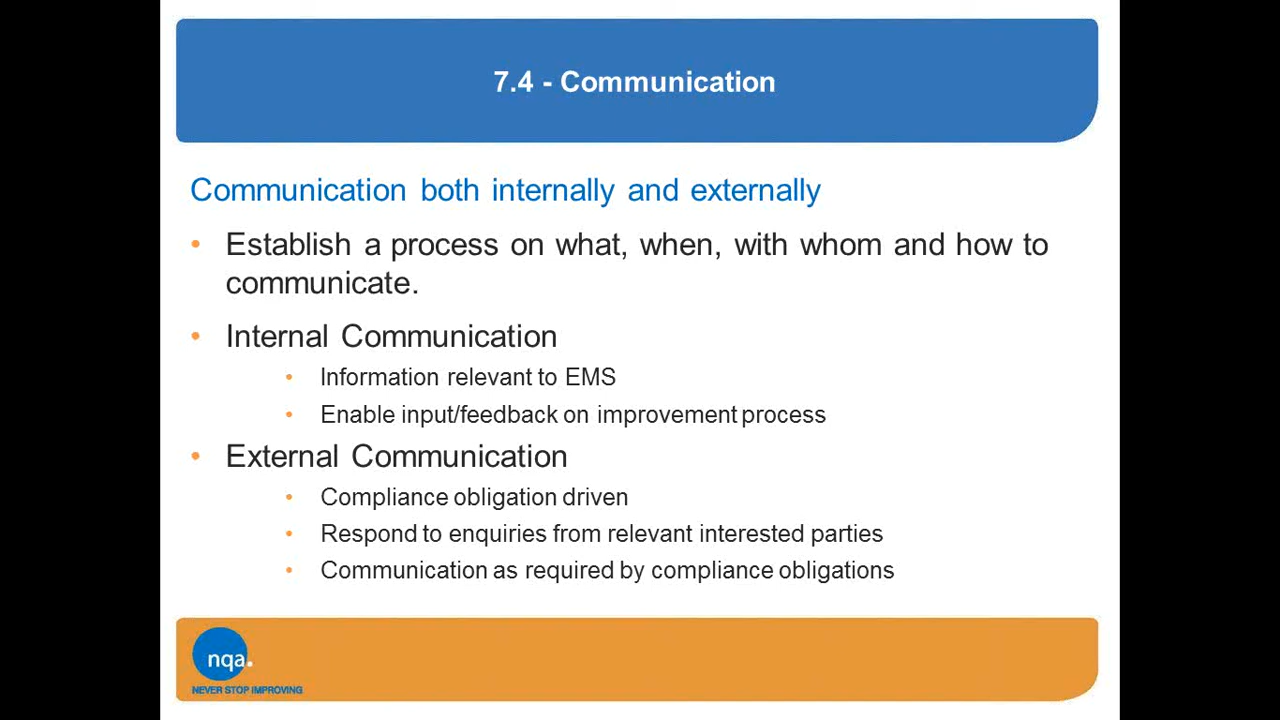 7.4 - Communication
Communication both internally and externally
• Establish a process on what, when, with whom and how to
communicate.
• Internal Communication
• Information relevant to EMS
• Enable input/feedback on improvement process
• External Communication
• Compliance obligation driven
• Respond to enquiries from relevant interested parties
• Communication as required by compliance obligations
nqa.
NEVER STOP IMPROVING